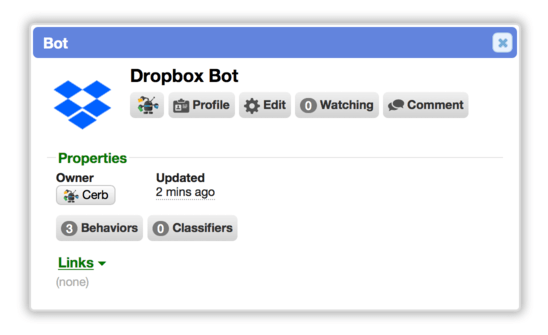 Bot
Dropbox Bot
Profile Edit 0 Watching Comment
Properties
Owner Updated
Cerb 2 mins ago
3 Behaviors 0 Classifiers
Links
(none)